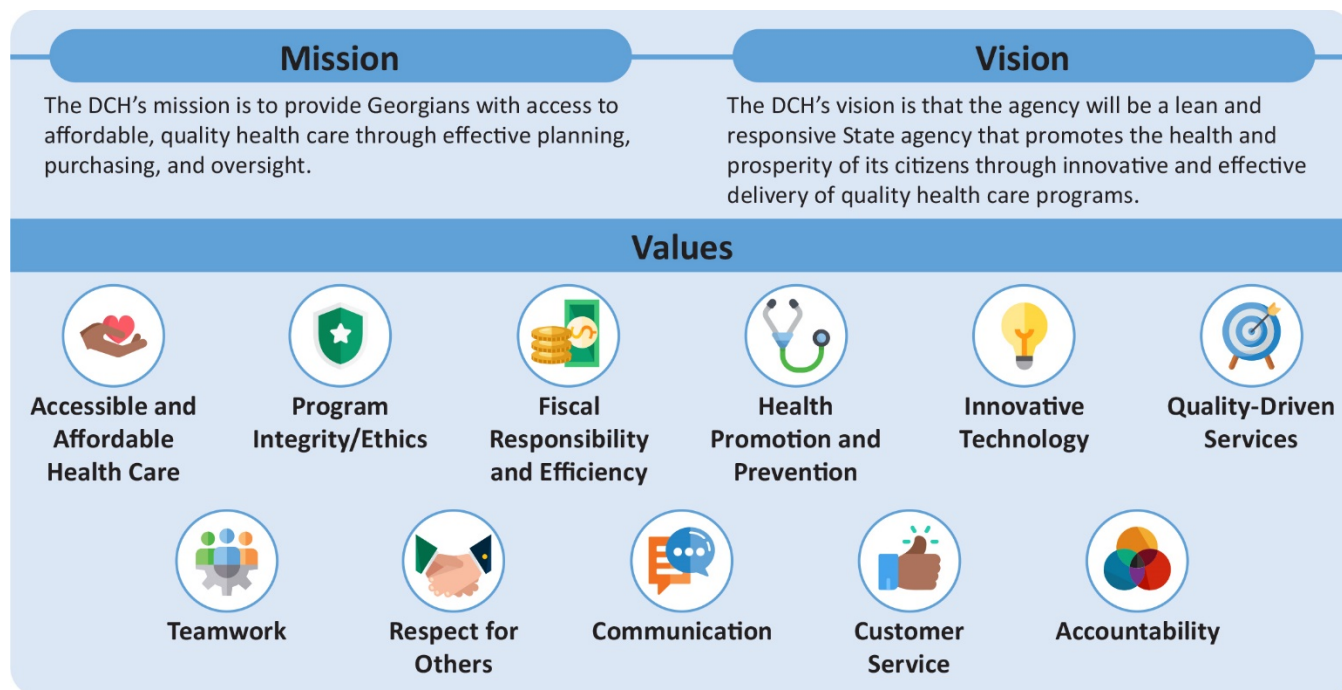 Mission
The DCH’s mission is to provide Georgians with access to
affordable, quality health care through effective planning,
purchasing, and oversight.
Vision
The DCH’s vision is that the agency will be a lean and
responsive State agency that promotes the health and
prosperity of its citizens through innovative and effective
delivery of quality health care programs.
Values
Accessible and
Affordable
Health Care
Program
Integrity/Ethics
Fiscal
Responsibility
and Efficiency
Health
Promotion and
Prevention
Innovative
Technology
Quality-Driven
Services
Teamwork
Respect for
Others
Communication
Customer
Service
Accountability